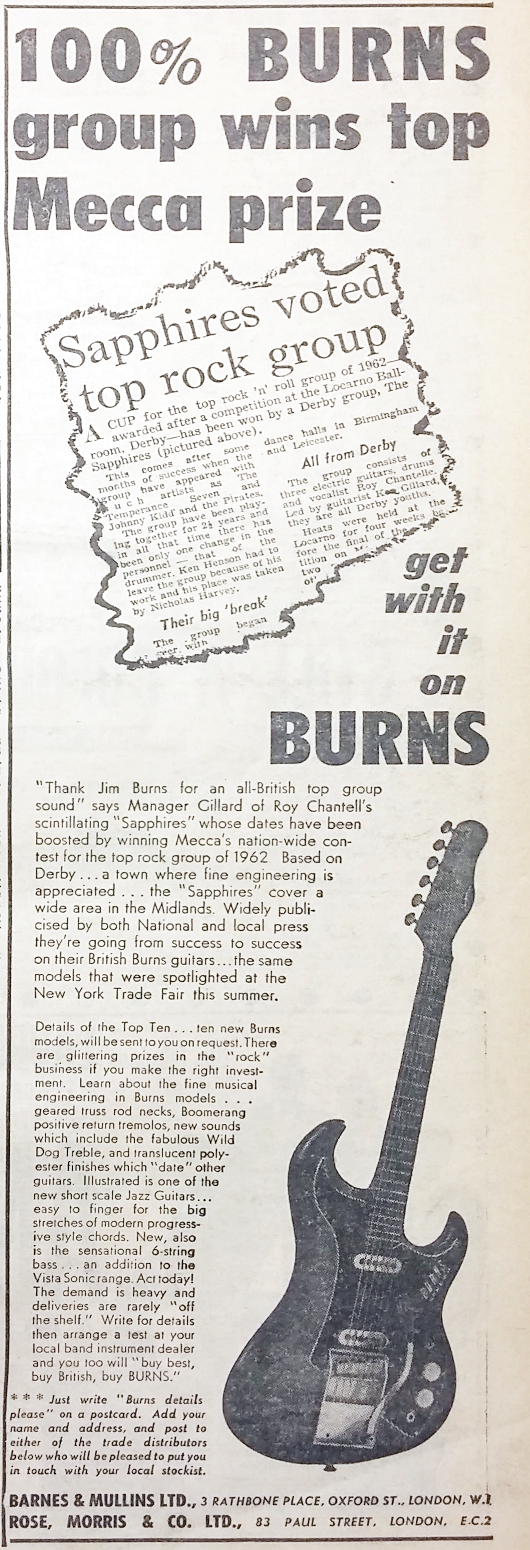 100% BURNS
group wins top
Mecca prize
Sapphires voted
top rock group
A CUP for the top rock 'n' roll group of 1962—
awarded after a competition at the Locarno Ball-
room, Derby—has been won by a Derby group, The
Sapphires (pictured above).
This comes after some
months of success when the
group have appeared with
such artists as The
Temperance Seven and
Johnny Kidd and the Pirates.
The group have been play-
ing together for 2½ years and
in all that time there has
been only one change in the
personnel — that of the
drummer. Ken Henson had to
leave the group because of his
work and his place was taken
by Nicholas Harvey.
Their big 'break'
The group began
with
dance halls in Birmingham
and Leicester.
All from Derby
The group consists of
three electric guitars, drums
and vocalist Roy Chantelle.
Led by guitarist Ken Gillard,
they are all Derby youths.
Heats were held at the
Locarno for four weeks be-
fore the final of the
tition on
two
of
get
with
it
on
BURNS
"Thank Jim Burns for an all-British top group
sound" says Manager Gillard of Roy Chantell's
scintillating "Sapphires" whose dates have been
boosted by winning Mecca's nation-wide con-
test for the top rock group of 1962 Based on
Derby ... a town where fine engineering is
appreciated ... the "Sapphires" cover a
wide area in the Midlands. Widely publi-
cised by both National and local press
they're going from success to success
on their British Burns guitars...the same
models that were spotlighted at the
New York Trade Fair this summer.
Details of the Top Ten ... ten new Burns
models, will be sent to you on request. There
are glittering prizes in the "rock"
business if you make the right invest-
ment. Learn about the fine musical
engineering in Burns models . . .
geared truss rod necks, Boomerang
positive return tremolos, new sounds
which include the fabulous Wild
Dog Treble, and translucent poly-
ester finishes which "date" other
guitars. Illustrated is one of the
new short scale Jazz Guitars...
easy to finger for the big
stretches of modern progress-
ive style chords. New, also
is the sensational 6-string
bass ... an addition to the
Vista Sonic range. Act today!
The demand is heavy and
deliveries are rarely "off
the shelf." Write for details
then arrange a test at your
local band instrument dealer
and you too will "buy best,
buy British, buy BURNS."
* * * Just write "Burns details
please" on a postcard. Add your
name and address, and post to
either of the trade distributors
below who will be pleased to put you
in touch with your local stockist.
BURNS
BARNES & MULLINS LTD., 3 RATHBONE PLACE, OXFORD ST., LONDON, W.1
ROSE, MORRIS & CO. LTD., 83 PAUL STREET, LONDON, E.C.2